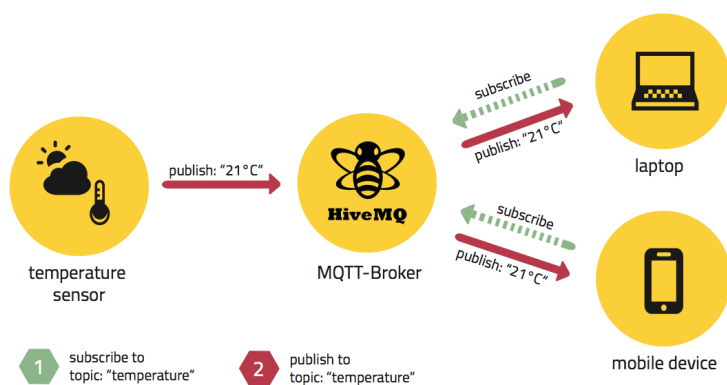 subscribe
publish: "21°C"
laptop
publish: "21°C"
HiveMQ
MQTT-Broker
temperature
sensor
subscribe
publish: "21°C"
mobile device
1
subscribe to
topic: "temperature"
2
publish to
topic: "temperature"